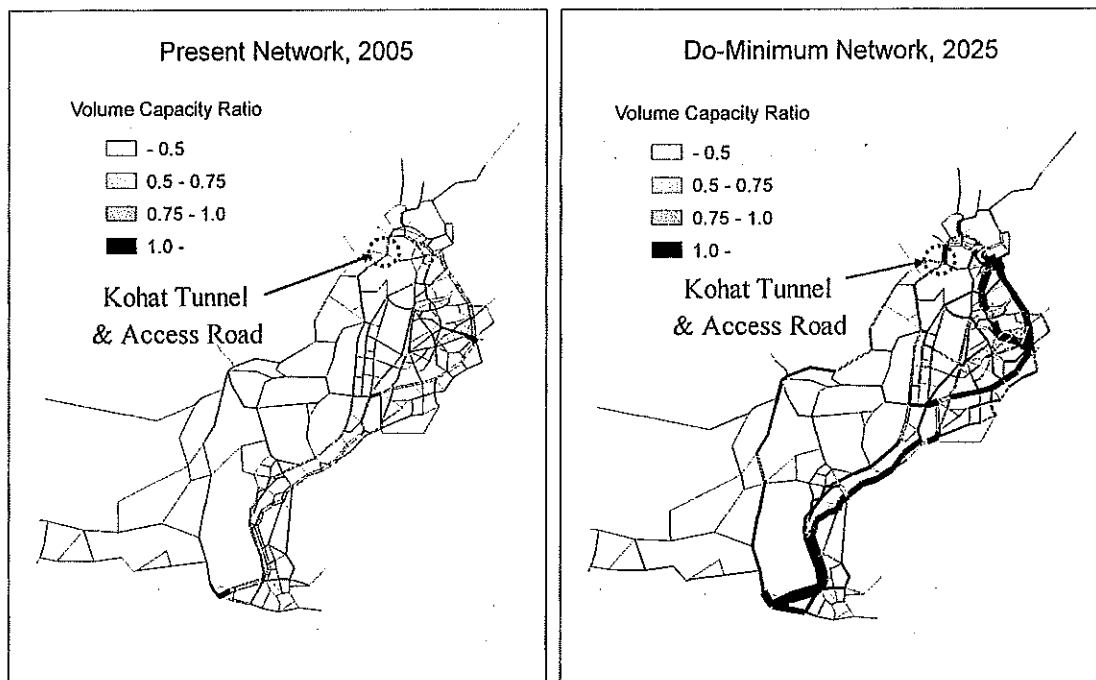 Present Network, 2005
Volume Capacity Ratio
- 0.5
0.5 - 0.75
0.75 - 1.0
1.0 -
Kohat Tunnel
& Access Road
Do-Minimum Network, 2025
Volume Capacity Ratio
- 0.5
0.5 - 0.75
0.75 - 1.0
1.0 -
Kohat Tunnel
& Access Road